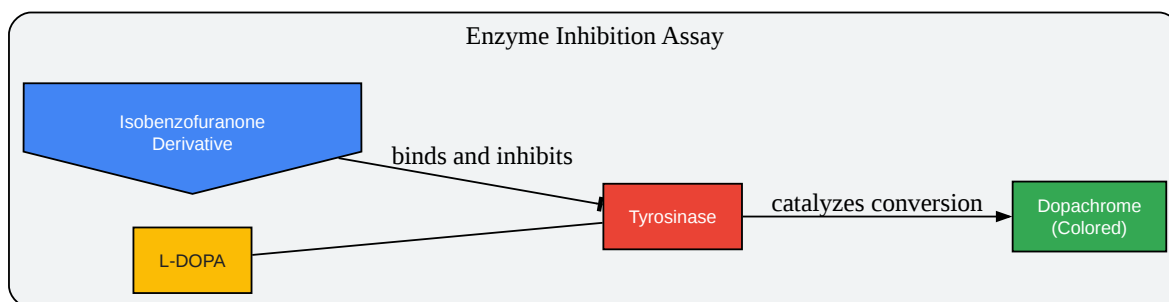 Enzyme Inhibition Assay
Isobenzofuranone
Derivative
binds and inhibits
Tyrosinase
catalyzes conversion
Dopachrome
(Colored)
L-DOPA